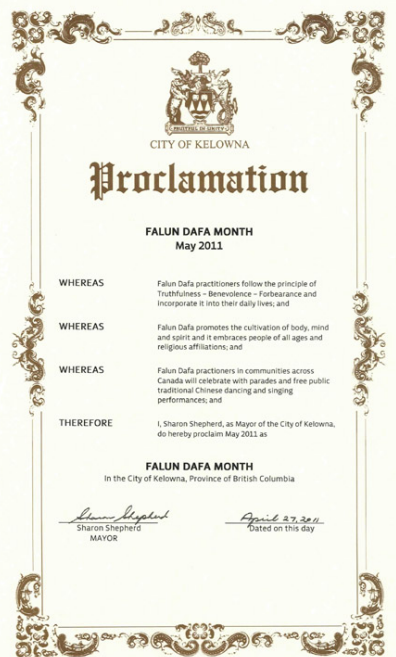 FRUITFUL IN UNITY
CITY OF KELOWNA
Proclamation
FALUN DAFA MONTH
May 2011
WHEREAS
Falun Dafa practitioners follow the principle of
Truthfulness – Benevolence – Forbearance and
Incorporate it into their daily lives; and
WHEREAS
Falun Dafa promotes the cultivation of body, mind
and spirit and it embraces people of all ages and
religious affiliations; and
WHEREAS
Falun Dafa practioners in communities across
Canada will celebrate with parades and free public
traditional Chinese dancing and singing
performances; and
THEREFORE
I, Sharon Shepherd, as Mayor of the City of Kelowna,
do hereby proclaim May 2011 as
FALUN DAFA MONTH
In the City of Kelowna, Province of British Columbia
Sharon Shepherd
April 27, 2011
Sharon Shepherd
Dated on this day
MAYOR